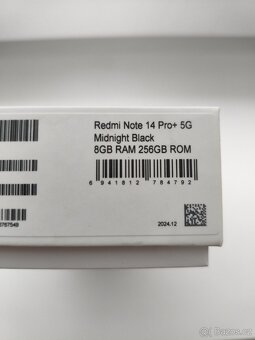 Redmi Note 14 Pro+ 5G
Midnight Black
8GB RAM 256GB ROM
6 941812 784792
2024.12